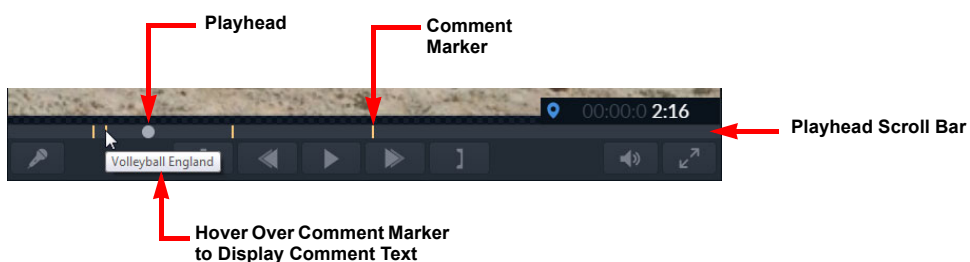 Playhead
Comment
Marker
00:00:0 2:16
Playhead Scroll Bar
]
Volleyball England
Hover Over Comment Marker
to Display Comment Text